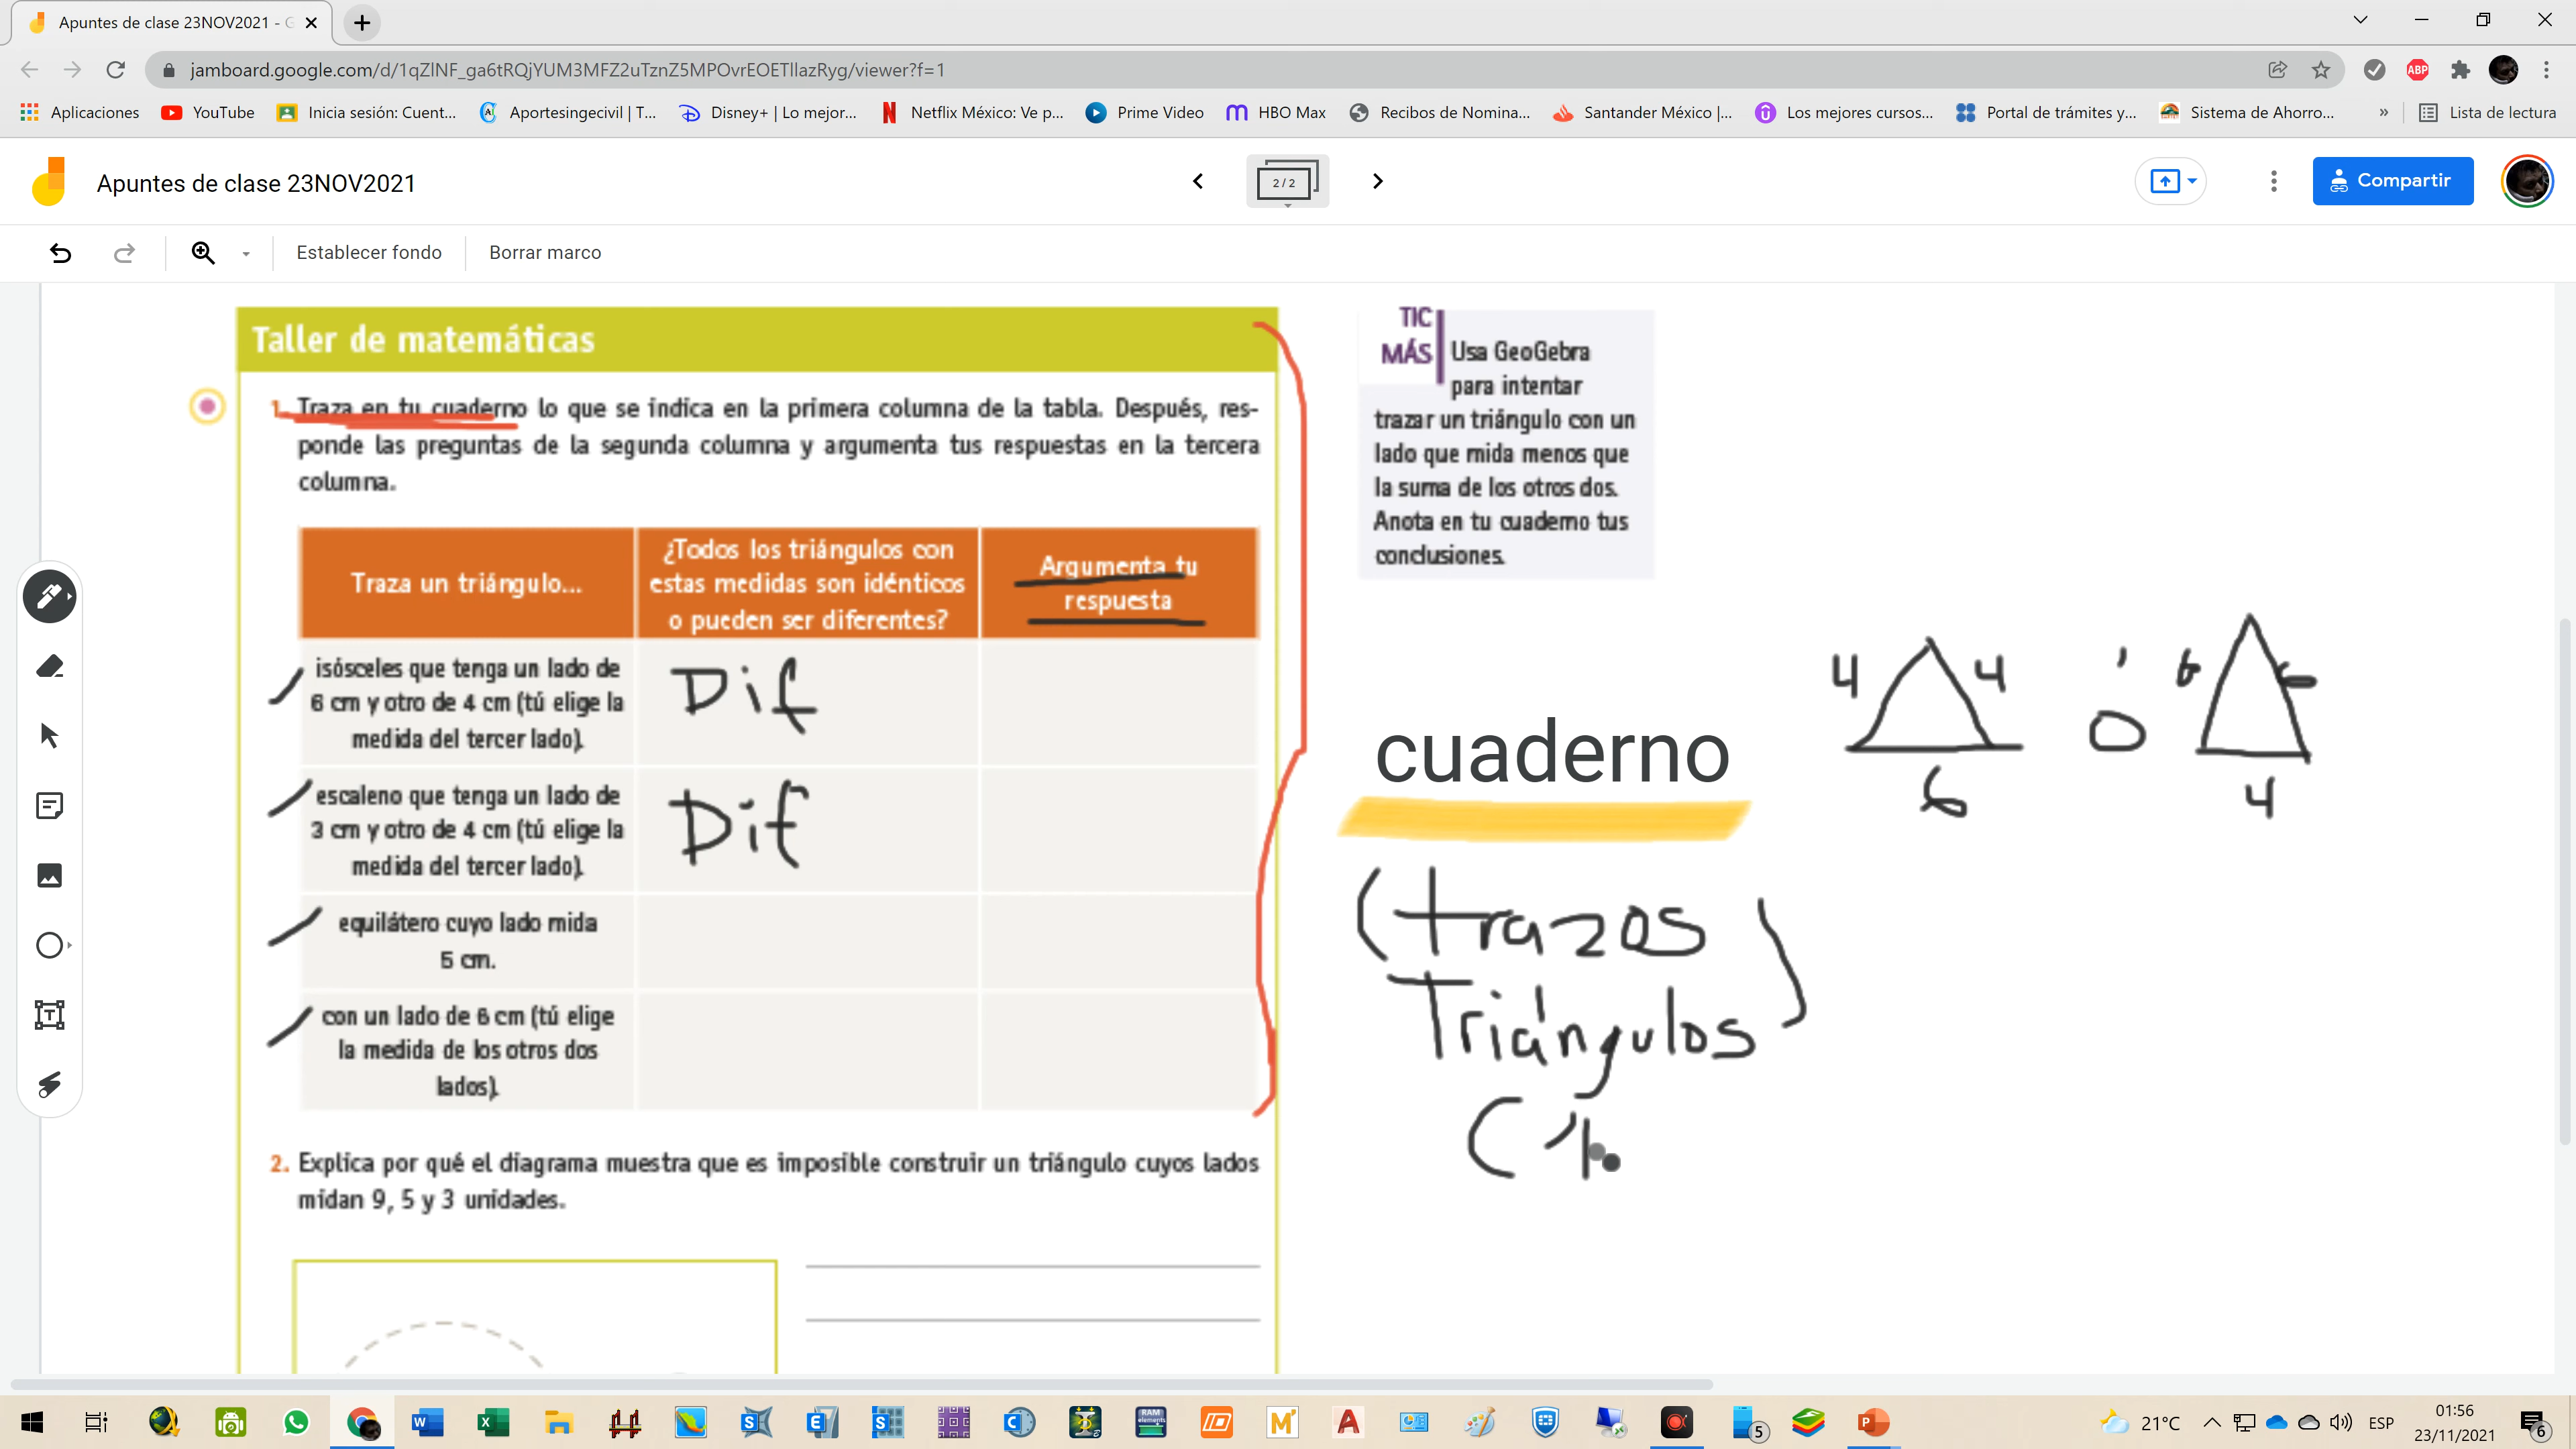 Apuntes de clase 23NOV2021 - G
jamboard.google.com/d/1qZlNF_ga6tRQjYUM3MFZ2uTznZ5MPOvrEOETllazRyg/viewer?f=1
Aplicaciones YouTube Inicia sesión: Cuent... Aportesingecivil | T... Disney+ | Lo mejor... Netflix México: Ve p... Prime Video HBO Max Recibos de Nomina... Santander México |... Los mejores cursos... Portal de trámites y... Sistema de Ahorro... » Lista de lectura
Apuntes de clase 23NOV2021
2 / 2
Compartir
Establecer fondo Borrar marco
Taller de matemáticas
1. Traza en tu cuaderno lo que se indica en la primera columna de la tabla. Después, res-
ponde las preguntas de la segunda columna y argumenta tus respuestas en la tercera
columna.
Traza un triángulo...
¿Todos los triángulos con
estas medidas son idénticos
o pueden ser diferentes?
Argumenta tu
respuesta
isósceles que tenga un lado de
6 cm y otro de 4 cm (tú elige la
medida del tercer lado).
Dif
escaleno que tenga un lado de
3 cm y otro de 4 cm (tú elige la
medida del tercer lado).
Dif
equilátero cuyo lado mida
5 cm.
con un lado de 6 cm (tú elige
la medida de los otros dos
lados).
2. Explica por qué el diagrama muestra que es imposible construir un triángulo cuyos lados
midan 9, 5 y 3 unidades.
TIC
MÁS
Usa GeoGebra
para intentar
trazar un triángulo con un
lado que mida menos que
la suma de los otros dos.
Anota en tu cuaderno tus
conclusiones.
cuaderno
(trazos
Triángulos)
(1
4 4
6
ó
6
4
ABP
21°C
ESP
01:56
23/11/2021
5
6